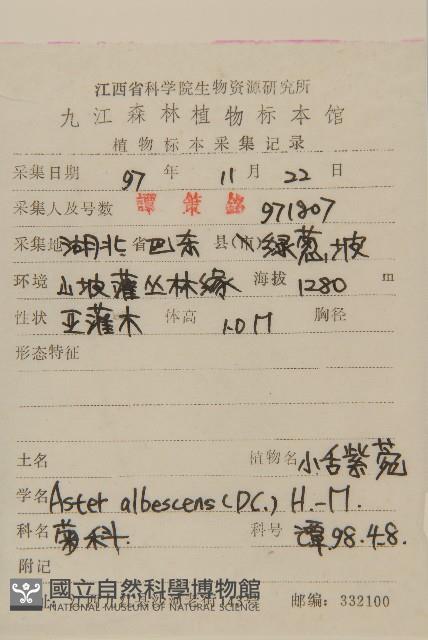 江西省科学院生物资源研究所
九江森林植物标本馆
植物标本采集记录
采集日期 97 年 11 月 22 日
采集人及号数 譚策銘 971807
采集地 湖北 省 巴东 县(市) 绿蔥坡
环境 山坡灌丛林缘 海拔 1280 m
性状 亚灌木 体高 1.0 M 胸径
形态特征
土名 植物名 小舌紫菀
学名 Aster albescens (DC.) H.-M.
科名 菊科. 科号 譚.98.4.8.
附记
國立自然科學博物館
NATIONAL MUSEUM OF NATURAL SCIENCE
邮编：332100